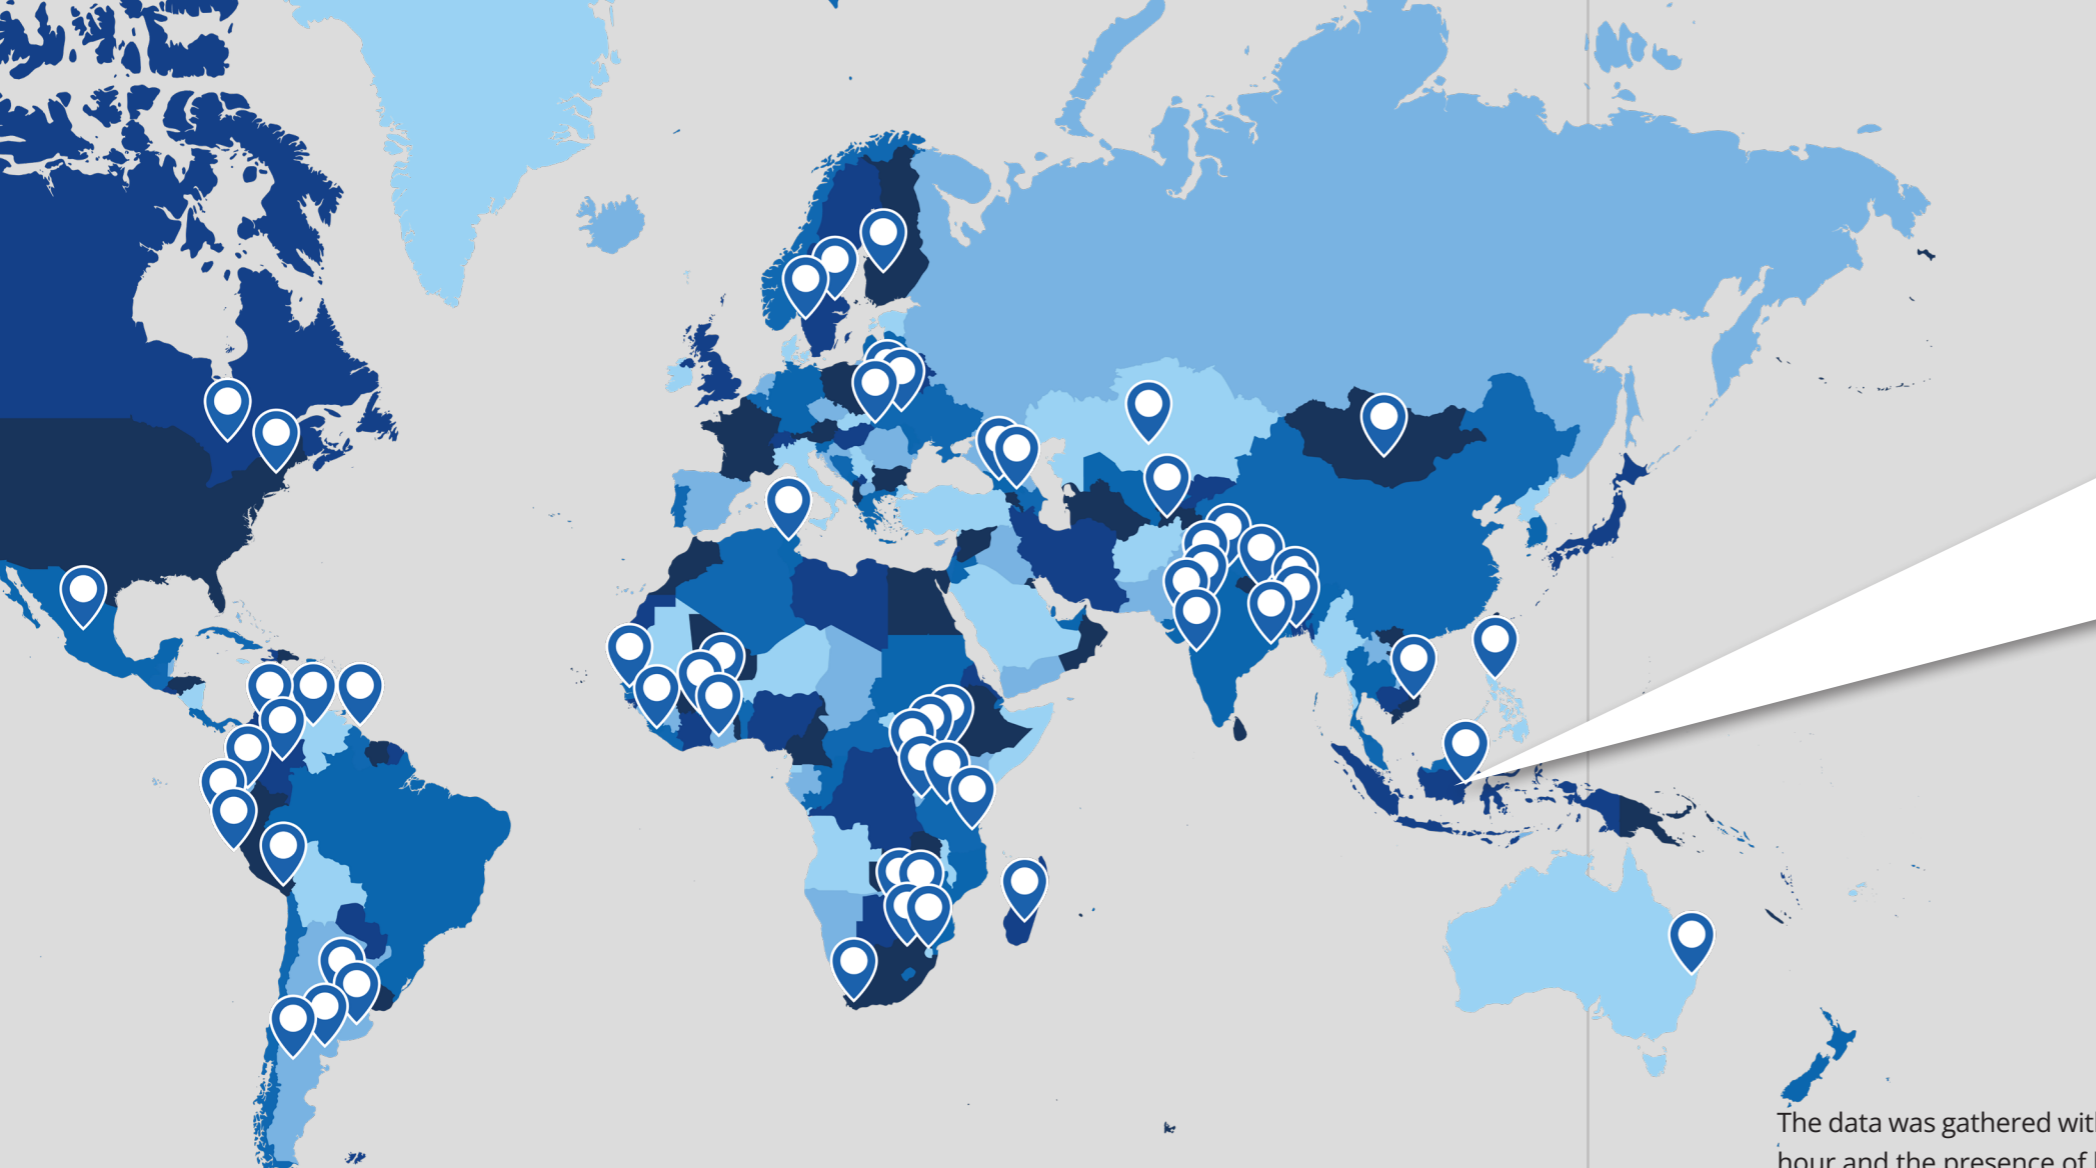 The data was gathered wit
hour and the presence of